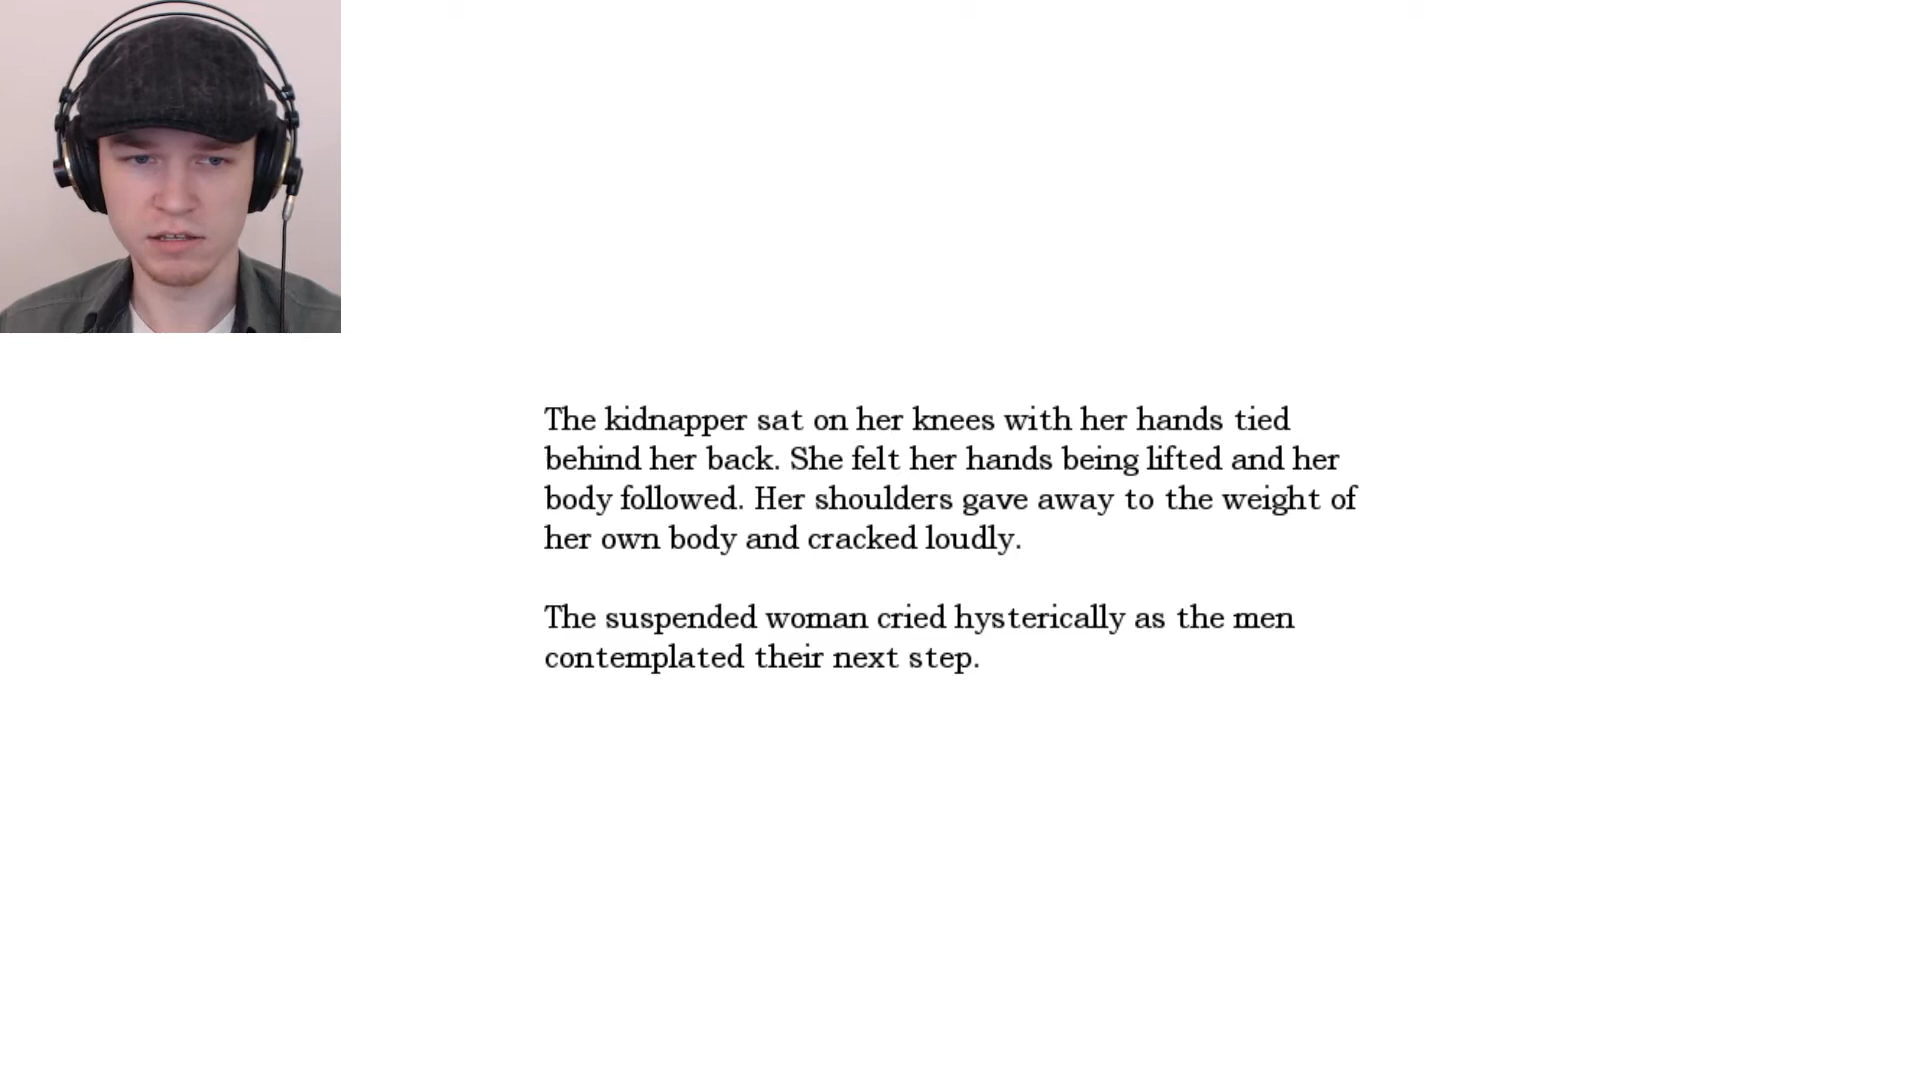 The kidnapper sat on her knees with her hands tied
behind her back. She felt her hands being lifted and her
body followed. Her shoulders gave away to the weight of
her own body and cracked loudly.
The suspended woman cried hysterically as the men
contemplated their next step.